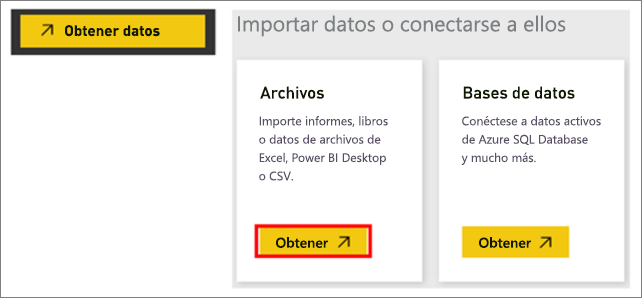 Obtener datos
Importar datos o conectarse a ellos
Archivos
Importe informes, libros
o datos de archivos de
Excel, Power BI Desktop
o CSV.
Obtener
Bases de datos
Conéctese a datos activos
de Azure SQL Database
y mucho más.
Obtener